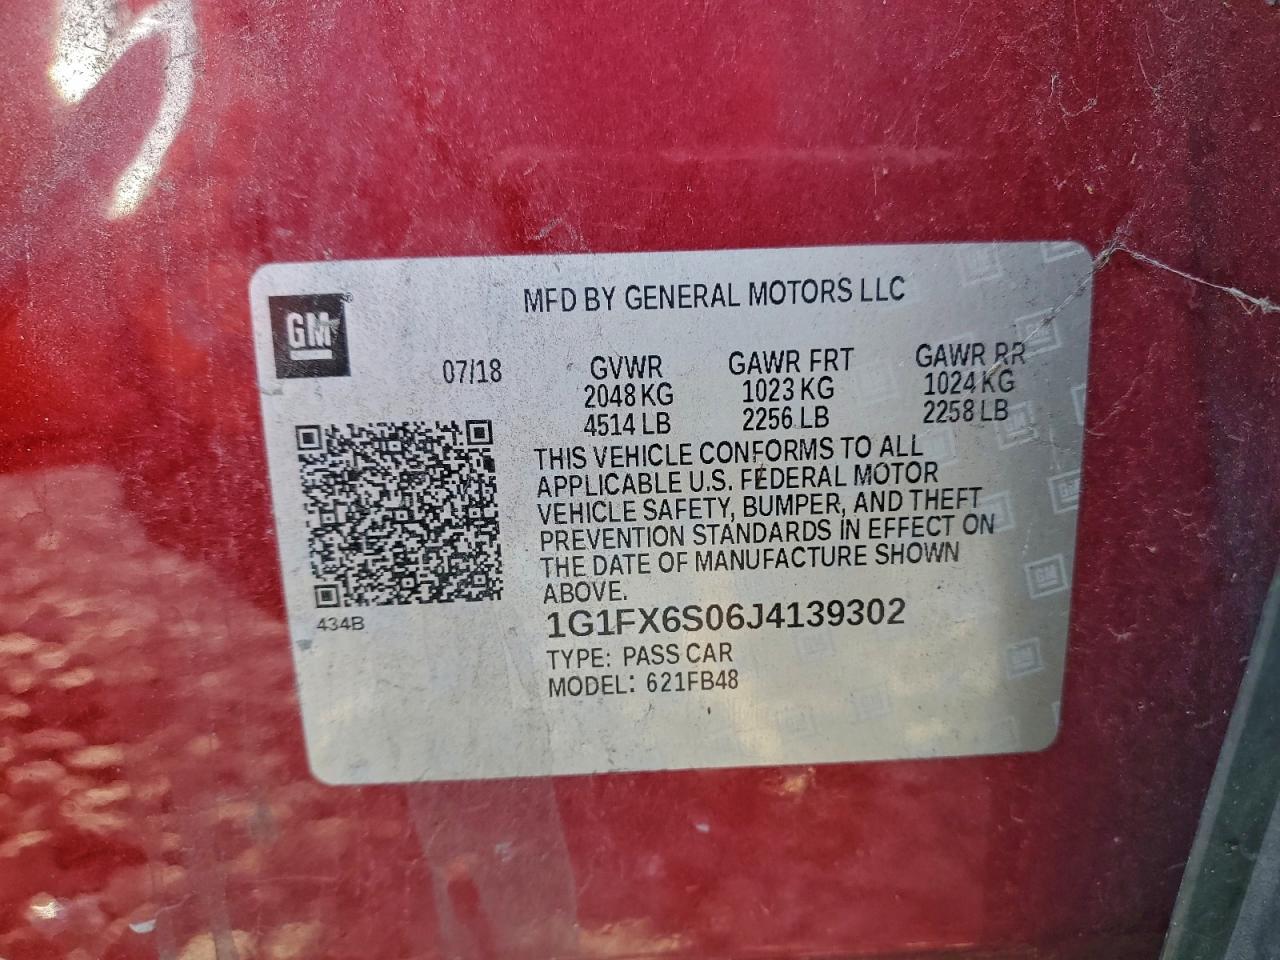 MFD BY GENERAL MOTORS LLC
GM
07/18
GVWR
2048 KG
4514 LB
GAWR FRT
1023 KG
2256 LB
GAWR RR
1024 KG
2258 LB
THIS VEHICLE CONFORMS TO ALL
APPLICABLE U.S. FEDERAL MOTOR
VEHICLE SAFETY, BUMPER, AND THEFT
PREVENTION STANDARDS IN EFFECT ON
THE DATE OF MANUFACTURE SHOWN
ABOVE.
434B
1G1FX6S06J4139302
TYPE: PASS CAR
MODEL: 621FB48